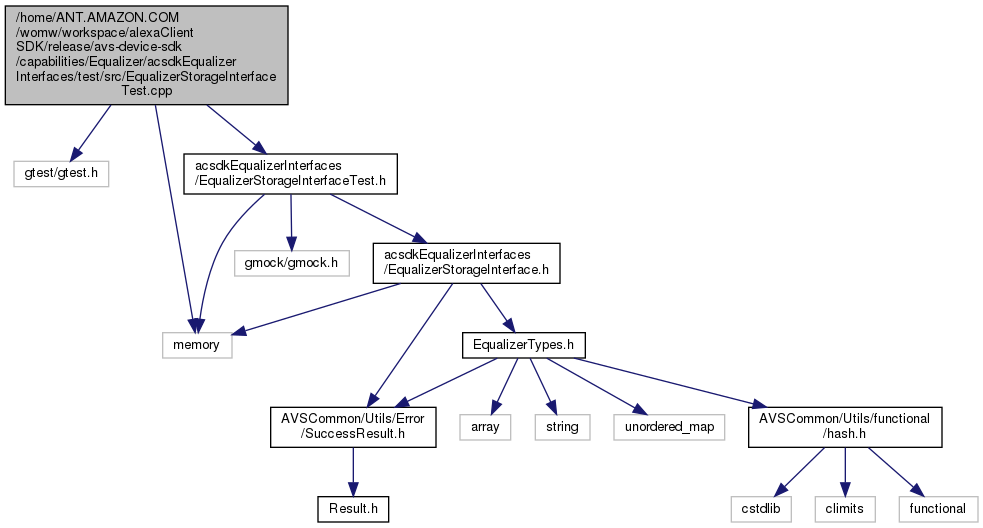 /home/ANT.AMAZON.COM
/womw/workspace/alexaClient
SDK/release/avs-device-sdk
/capabilities/Equalizer/acsdkEqualizer
Interfaces/test/src/EqualizerStorageInterface
Test.cpp
gtest/gtest.h
acsdkEqualizerInterfaces
/EqualizerStorageInterfaceTest.h
gmock/gmock.h
acsdkEqualizerInterfaces
/EqualizerStorageInterface.h
memory
EqualizerTypes.h
AVSCommon/Utils/Error
/SuccessResult.h
array
string
unordered_map
AVSCommon/Utils/functional
/hash.h
Result.h
cstdlib
climits
functional